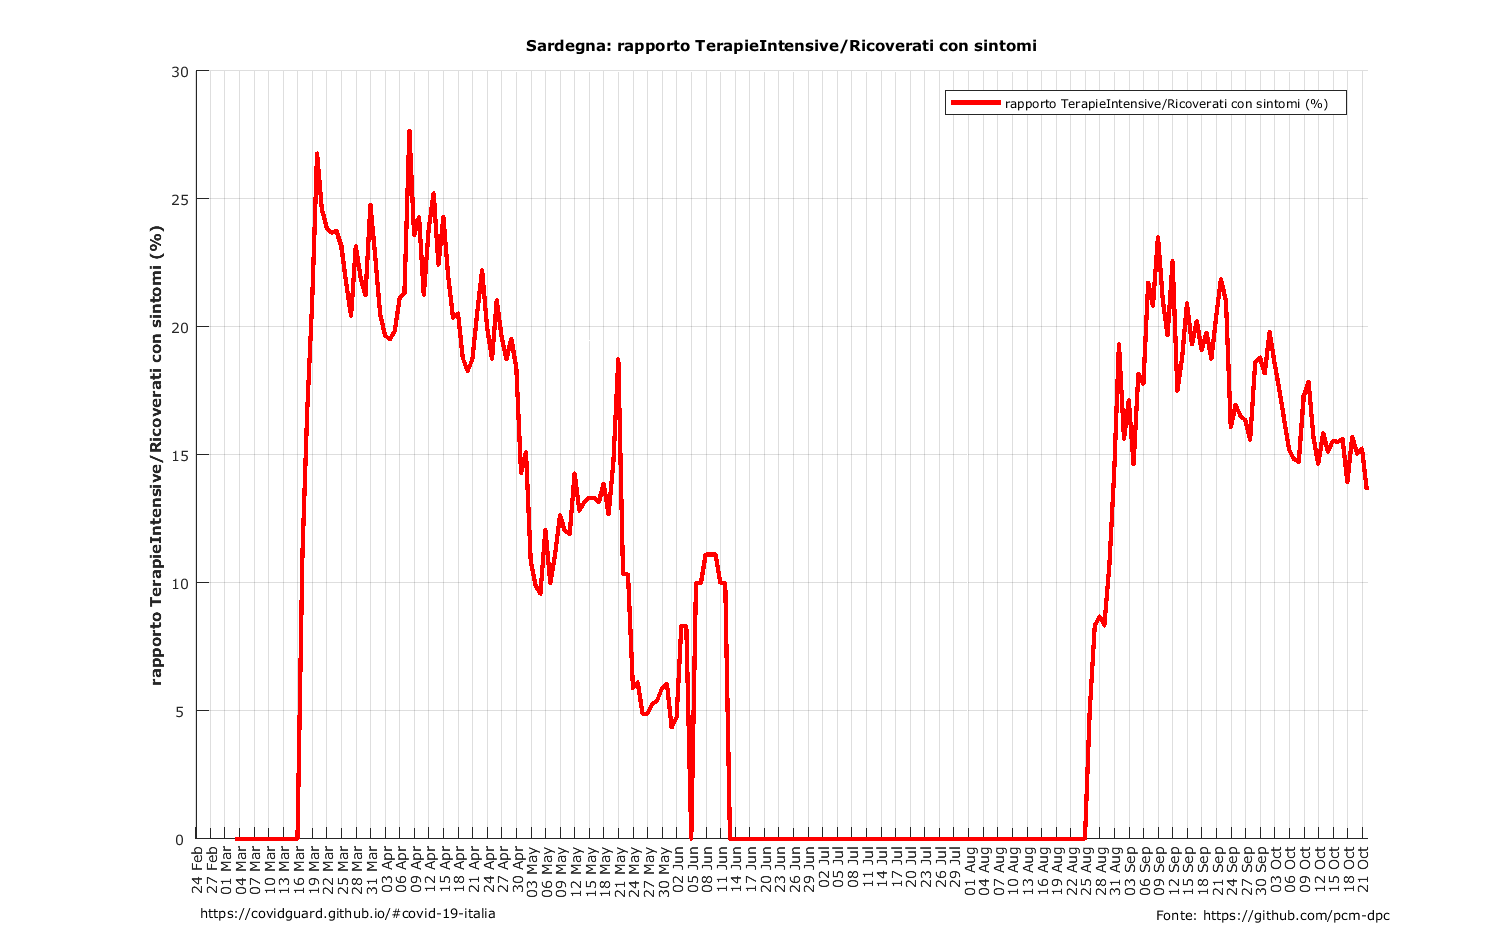 Sardegna: rapporto TerapieIntensive/Ricoverati con sintomi
rapporto TerapieIntensive/Ricoverati con sintomi (%)
rapporto TerapieIntensive/Ricoverati con sintomi (%)
30
25
20
15
10
5
0
24 Feb
27 Feb
01 Mar
04 Mar
07 Mar
10 Mar
13 Mar
16 Mar
19 Mar
22 Mar
25 Mar
28 Mar
31 Mar
03 Apr
06 Apr
09 Apr
12 Apr
15 Apr
18 Apr
21 Apr
24 Apr
27 Apr
30 Apr
03 May
06 May
09 May
12 May
15 May
18 May
21 May
24 May
27 May
30 May
02 Jun
05 Jun
08 Jun
11 Jun
14 Jun
17 Jun
20 Jun
23 Jun
26 Jun
29 Jun
02 Jul
05 Jul
08 Jul
11 Jul
14 Jul
17 Jul
20 Jul
23 Jul
26 Jul
29 Jul
01 Aug
04 Aug
07 Aug
10 Aug
13 Aug
16 Aug
19 Aug
22 Aug
25 Aug
28 Aug
31 Aug
03 Sep
06 Sep
09 Sep
12 Sep
15 Sep
18 Sep
21 Sep
24 Sep
27 Sep
30 Sep
03 Oct
06 Oct
09 Oct
12 Oct
15 Oct
18 Oct
21 Oct
https://covidguard.github.io/#covid-19-italia
Fonte: https://github.com/pcm-dpc